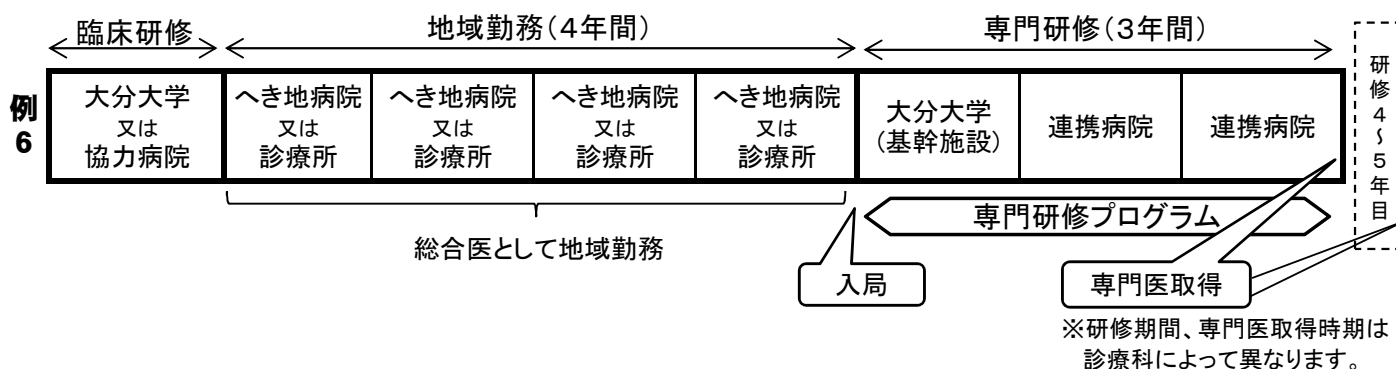 臨床研修
地域勤務(4年間)
専門研修(3年間)
例6
大分大学
又は
協力病院
へき地病院
又は
診療所
へき地病院
又は
診療所
へき地病院
又は
診療所
へき地病院
又は
診療所
大分大学
(基幹施設)
連携病院
連携病院
研修4~5年目
専門研修プログラム
総合医として地域勤務
入局
専門医取得
※研修期間、専門医取得時期は
診療科によって異なります。